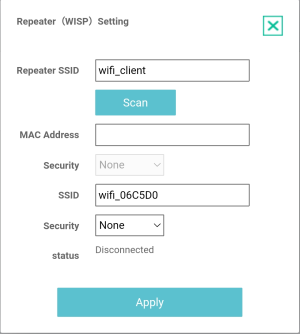 Repeater（WISP）Setting
Repeater SSID wifi_client
Scan
MAC Address
Security None
SSID wifi_06C5D0
Security None
status Disconnected
Apply